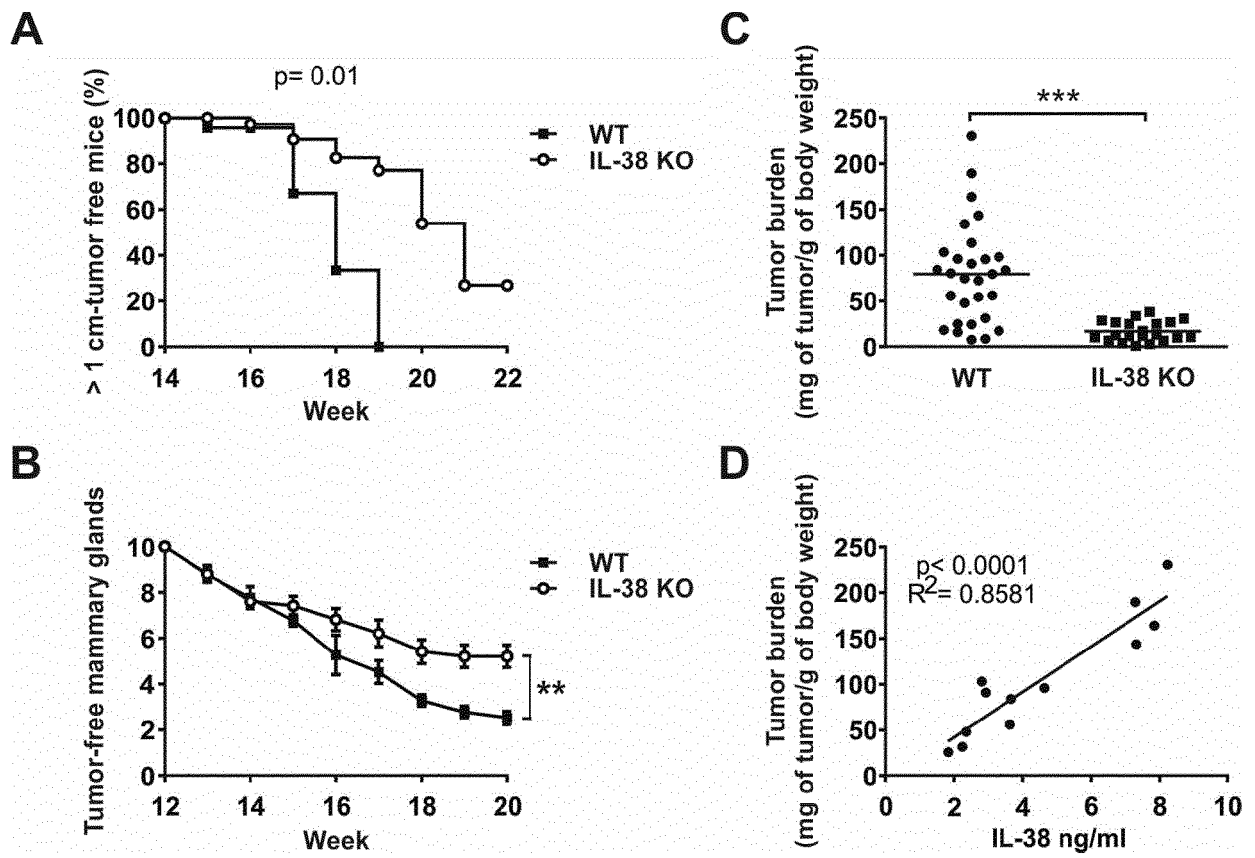 A
> 1 cm-tumor free mice (%)
p= 0.01
100
80
60
40
20
0
14
16
18
20
22
Week
WT
IL-38 KO
C
Tumor burden
(mg of tumor/g of body weight)
***
250
200
150
100
50
0
WT
IL-38 KO
B
Tumor-free mammary glands
10
8
6
4
2
0
12
14
16
18
20
Week
WT
IL-38 KO
**
D
Tumor burden
(mg of tumor/g of body weight)
250
200
150
100
50
0
p< 0.0001
R²= 0.8581
0
2
4
6
8
10
IL-38 ng/ml